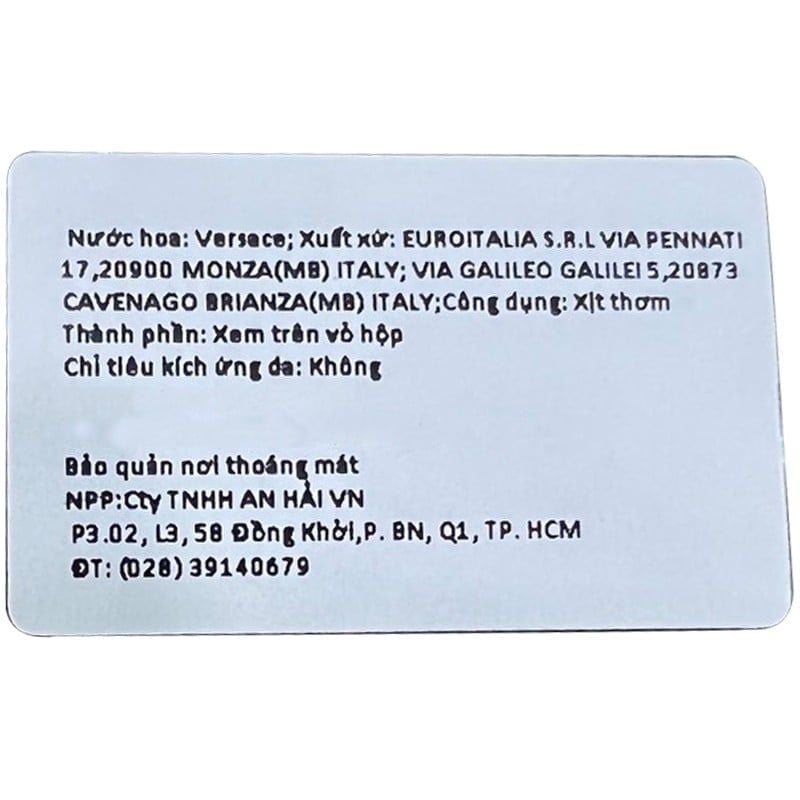 Nước hoa: Versace; Xuất xứ: EUROITALIA S.R.L VIA PENNATI
17,20900 MONZA(MB) ITALY; VIA GALILEO GALILEI 5,20873
CAVENAGO BRIANZA(MB) ITALY;Công dụng: Xịt thơm
Thành phần: Xem trên vỏ hộp
Chỉ tiêu kích ứng da: Không
Bảo quản nơi thoáng mát
NPP:Cty TNHH AN HẢI VN
P3.02, L3, 58 Đồng Khởi,P. BN, Q1, TP. HCM
ĐT: (028) 39140679